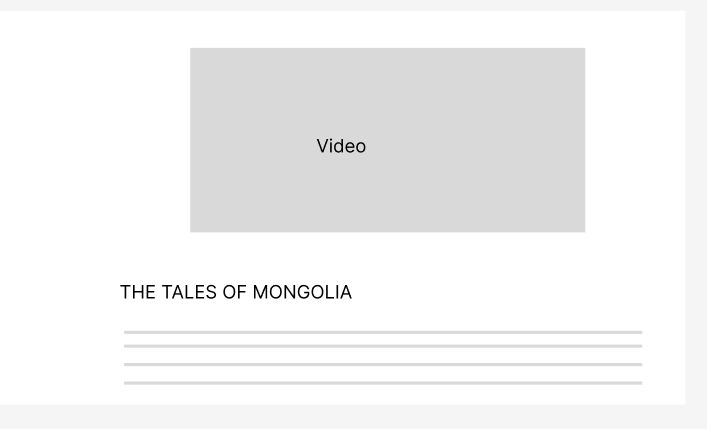 Video
THE TALES OF MONGOLIA